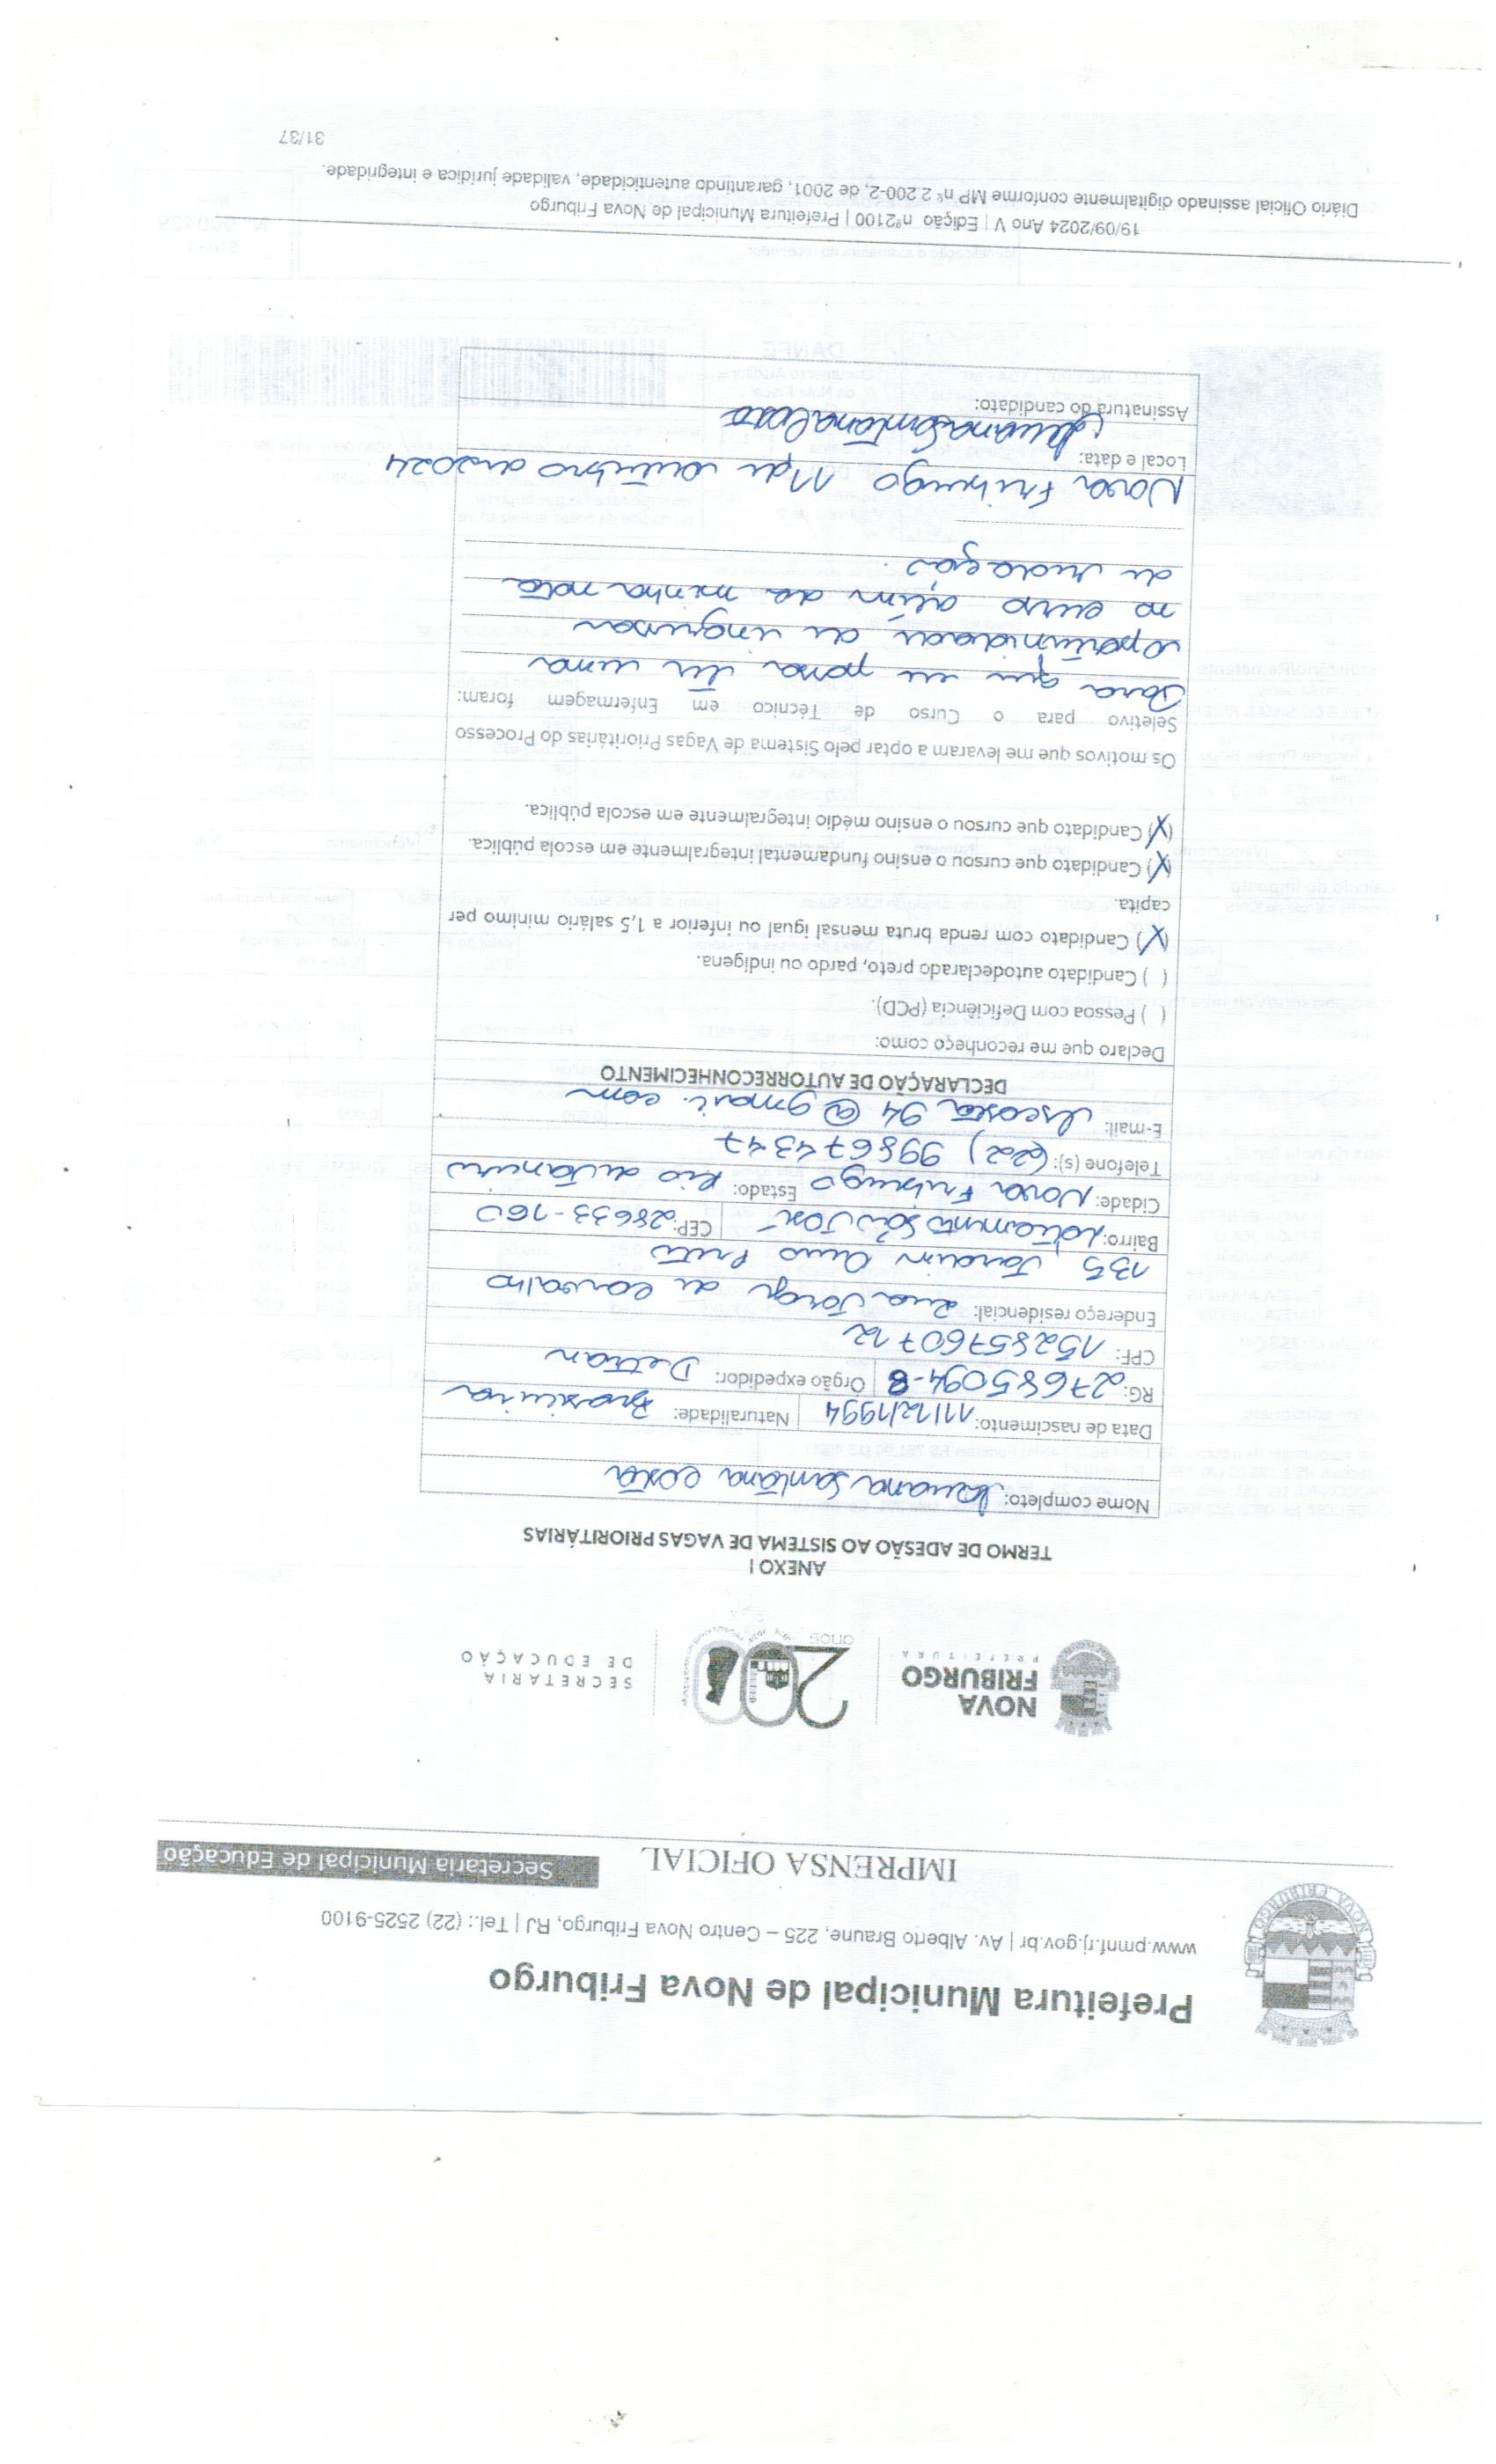 Prefeitura Municipal de Nova Friburgo
www.pmnf.rj.gov.br | Av. Alberto Braune, 225 – Centro Nova Friburgo, RJ | Tel.: (22) 2525-9100
IMPRENSA OFICIAL
Secretaria Municipal de Educação
NOVA
FRIBURGO
PREFEITURA
200
anos
SECRETARIA
DE EDUCAÇÃO
ANEXO I
TERMO DE ADESÃO AO SISTEMA DE VAGAS PRIORITÁRIAS
Nome completo: Santana costa
Data de nascimento: 11/12/1994 Naturalidade: Brasileira
RG: 27685094-8 Órgão expedidor: Detran
CPF: 15285760712
Endereço residencial: Rua Jorge de carvalho
135 Jardim Ouro Preto
Bairro: Loteamento São José CEP: 28633-160
Cidade: Nova Friburgo Estado: Rio de Janeiro
Telefone (s): (22) 998674347
E-mail: lscosta94@gmail.com
DECLARAÇÃO DE AUTORRECONHECIMENTO
Declaro que me reconheço como:
( ) Pessoa com Deficiência (PCD).
( ) Candidato autodeclarado preto, pardo ou indígena.
(X) Candidato com renda bruta mensal igual ou inferior a 1,5 salário mínimo per
capita.
(X) Candidato que cursou o ensino fundamental integralmente em escola pública.
(X) Candidato que cursou o ensino médio integralmente em escola pública.
Os motivos que me levaram a optar pelo Sistema de Vagas Prioritárias do Processo
Seletivo para o Curso de Técnico em Enfermagem foram:
Para que eu possa ter uma
oportunidade de ingressar
no curso além da minha nota
de redação.
Nova Friburgo 11 de outubro de 2024
Local e data:
Santana Costa
Assinatura do candidato:
19/09/2024 Ano V | Edição nº2100 | Prefeitura Municipal de Nova Friburgo
Diário Oficial assinado digitalmente conforme MP nº 2.200-2, de 2001, garantindo autenticidade, validade jurídica e integridade.
31/37